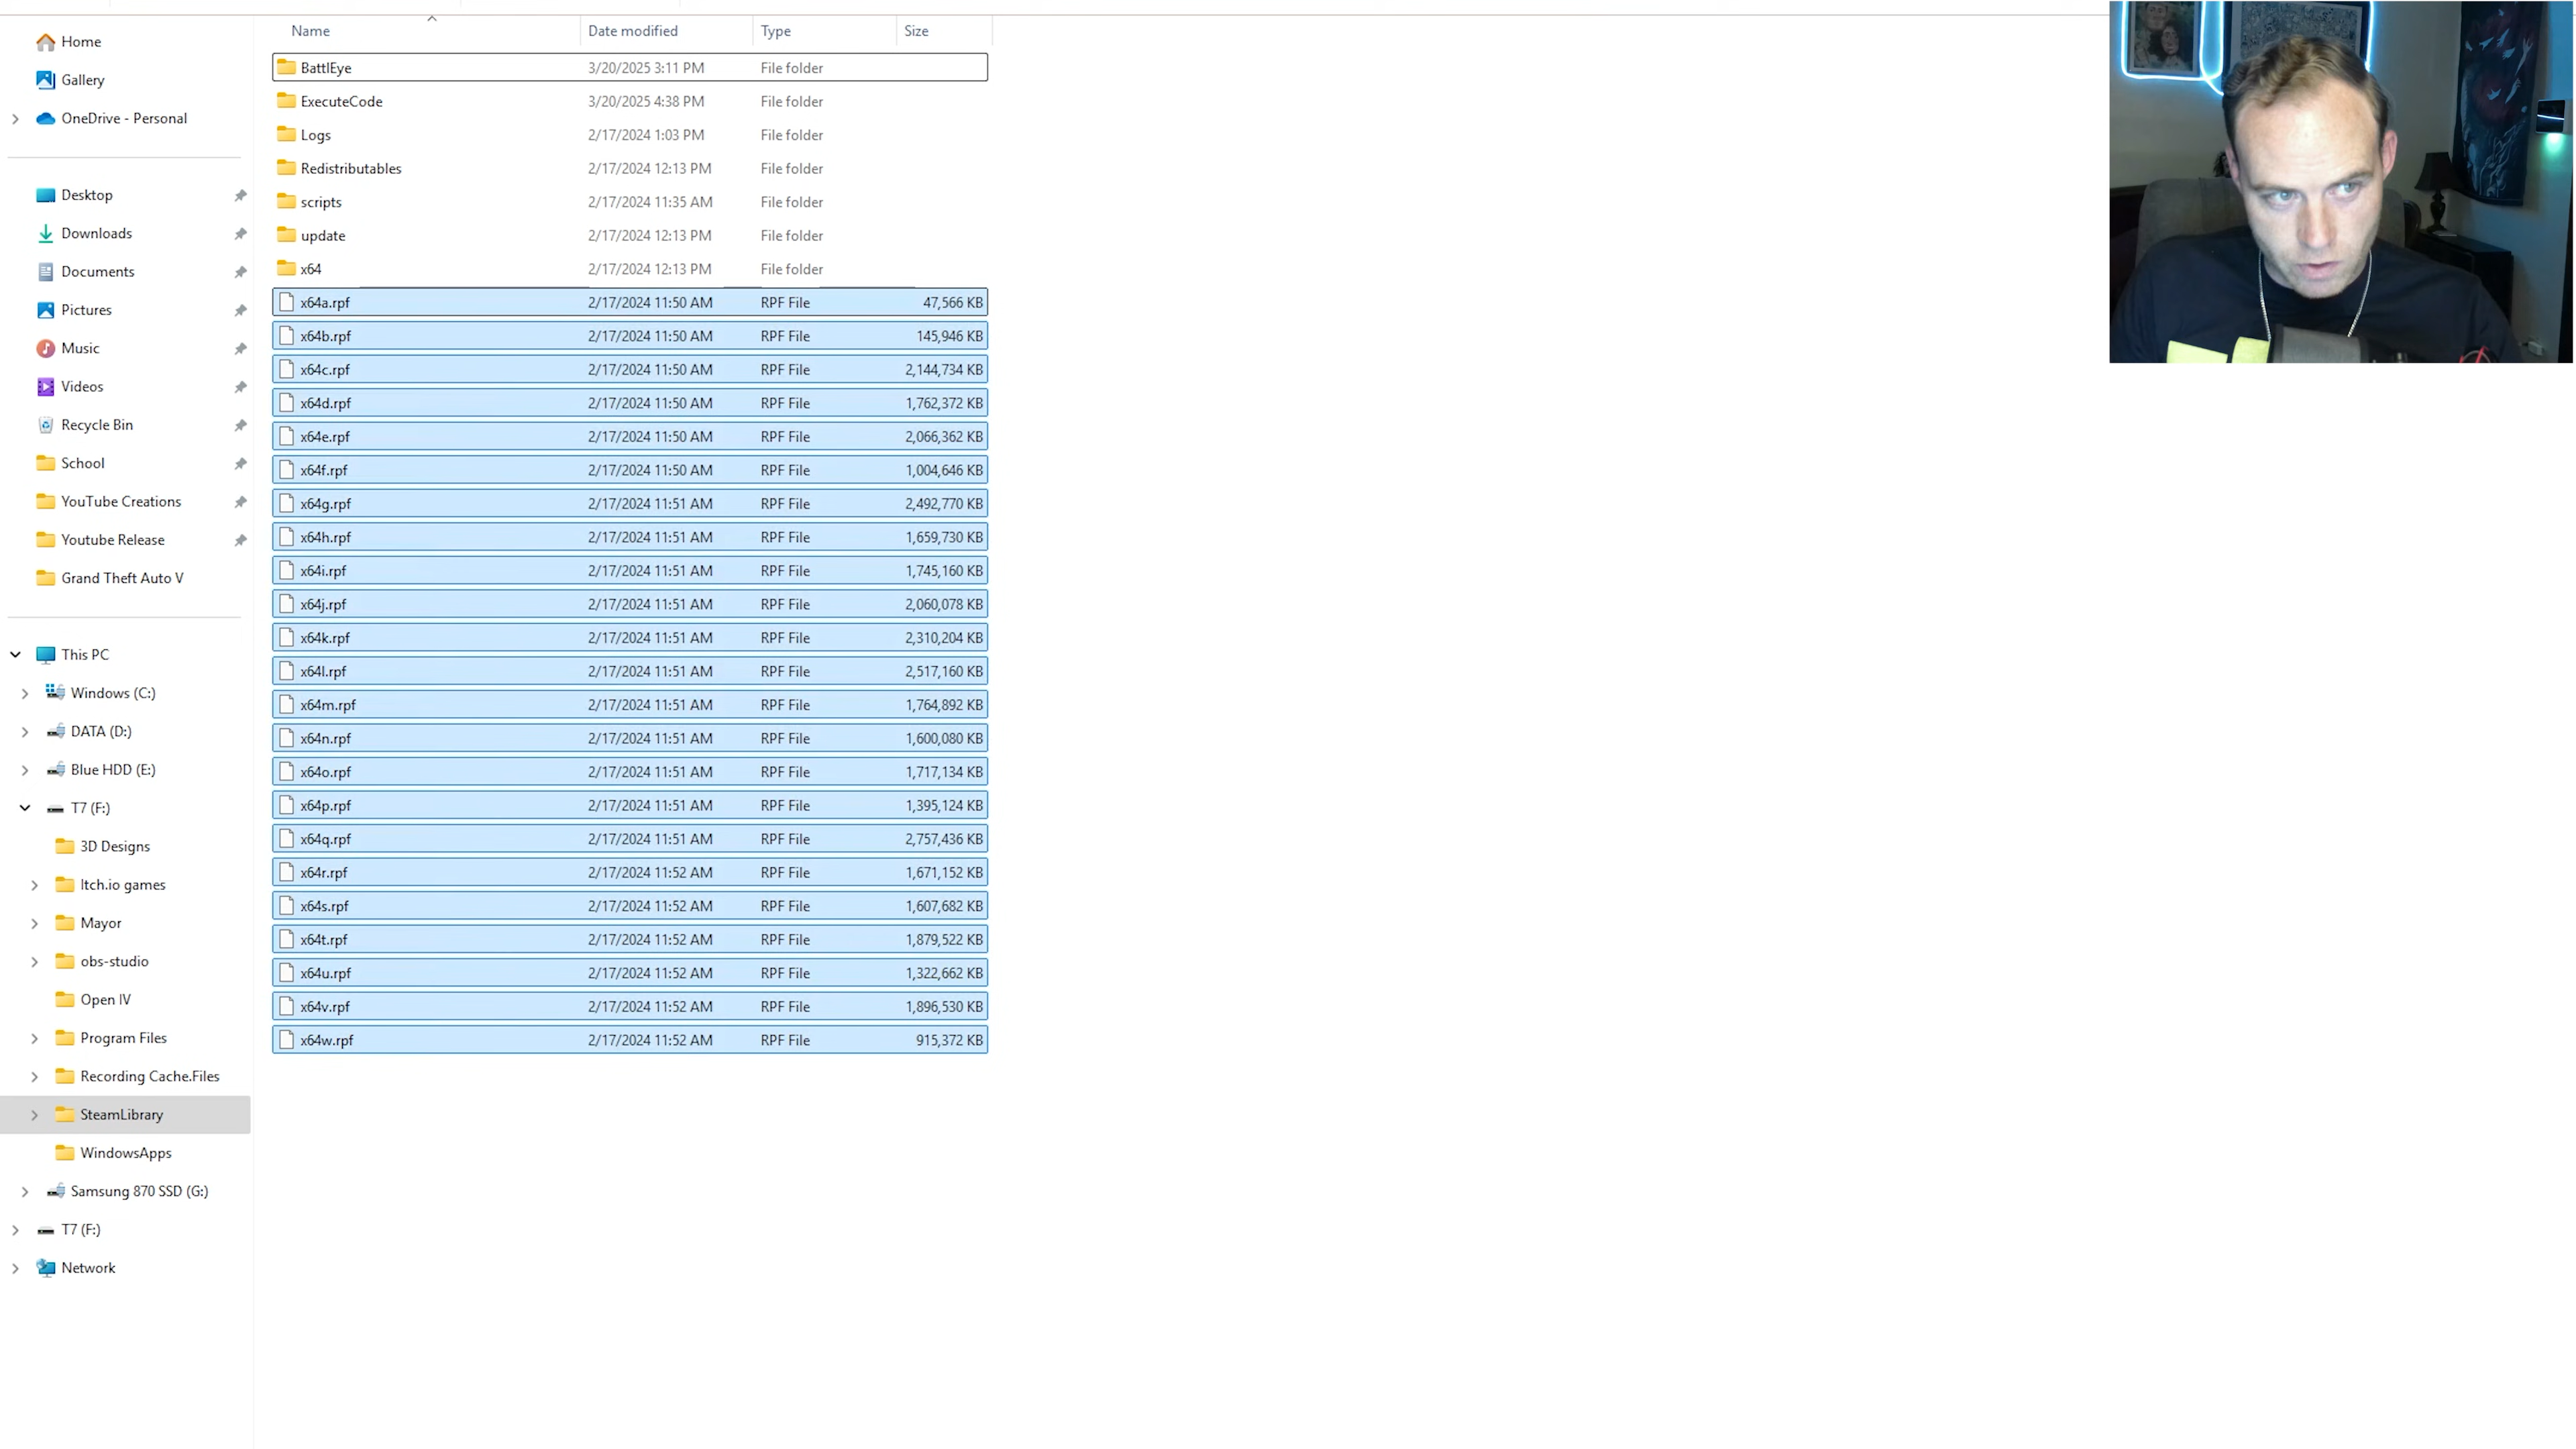 Name Date modified Type Size
Home
Gallery
OneDrive - Personal
Desktop
Downloads
Documents
Pictures
Music
Videos
Recycle Bin
School
YouTube Creations
Youtube Release
Grand Theft Auto V
This PC
Windows (C:)
DATA (D:)
Blue HDD (E:)
T7 (F:)
3D Designs
Itch.io games
Mayor
obs-studio
Open IV
Program Files
Recording Cache.Files
SteamLibrary
WindowsApps
Samsung 870 SSD (G:)
T7 (F:)
Network
BattlEye 3/20/2025 3:11 PM File folder
ExecuteCode 3/20/2025 4:38 PM File folder
Logs 2/17/2024 1:03 PM File folder
Redistributables 2/17/2024 12:13 PM File folder
scripts 2/17/2024 11:35 AM File folder
update 2/17/2024 12:13 PM File folder
x64 2/17/2024 12:13 PM File folder
x64a.rpf 2/17/2024 11:50 AM RPF File 47,566 KB
x64b.rpf 2/17/2024 11:50 AM RPF File 145,946 KB
x64c.rpf 2/17/2024 11:50 AM RPF File 2,144,734 KB
x64d.rpf 2/17/2024 11:50 AM RPF File 1,762,372 KB
x64e.rpf 2/17/2024 11:50 AM RPF File 2,066,362 KB
x64f.rpf 2/17/2024 11:50 AM RPF File 1,004,646 KB
x64g.rpf 2/17/2024 11:51 AM RPF File 2,492,770 KB
x64h.rpf 2/17/2024 11:51 AM RPF File 1,659,730 KB
x64i.rpf 2/17/2024 11:51 AM RPF File 1,745,160 KB
x64j.rpf 2/17/2024 11:51 AM RPF File 2,060,078 KB
x64k.rpf 2/17/2024 11:51 AM RPF File 2,310,204 KB
x64l.rpf 2/17/2024 11:51 AM RPF File 2,517,160 KB
x64m.rpf 2/17/2024 11:51 AM RPF File 1,764,892 KB
x64n.rpf 2/17/2024 11:51 AM RPF File 1,600,080 KB
x64o.rpf 2/17/2024 11:51 AM RPF File 1,717,134 KB
x64p.rpf 2/17/2024 11:51 AM RPF File 1,395,124 KB
x64q.rpf 2/17/2024 11:51 AM RPF File 2,757,436 KB
x64r.rpf 2/17/2024 11:52 AM RPF File 1,671,152 KB
x64s.rpf 2/17/2024 11:52 AM RPF File 1,607,682 KB
x64t.rpf 2/17/2024 11:52 AM RPF File 1,879,522 KB
x64u.rpf 2/17/2024 11:52 AM RPF File 1,322,662 KB
x64v.rpf 2/17/2024 11:52 AM RPF File 1,896,530 KB
x64w.rpf 2/17/2024 11:52 AM RPF File 915,372 KB